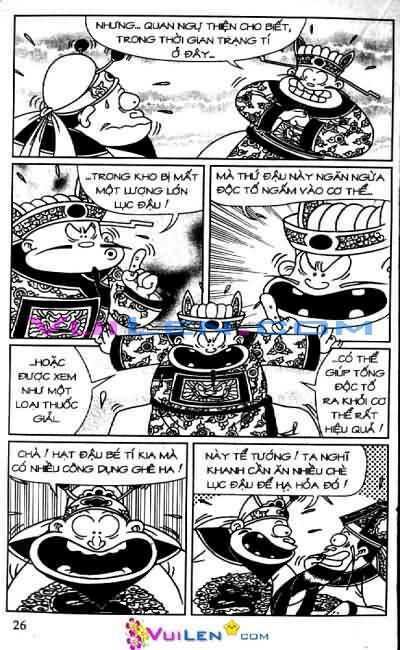 NHƯNG... QUAN NGỰ THIỆN CHO BIẾT,
TRONG THỜI GIAN TRẠNG TÍ
Ở ĐÂY...
...TRONG KHO BỊ MẤT
MỘT LƯỢNG LỚN
LỤC ĐẬU !
MÀ THỨ ĐẬU NÀY NGĂN NGỪA
ĐỘC TỐ NGẤM VÀO CƠ THỂ...
VUILEN.COM
...HOẶC
ĐƯỢC XEM
NHƯ MỘT
LOẠI THUỐC
GIẢI.
...CÓ THỂ
GIÚP TỐNG
ĐỘC TỐ
RA KHỎI CƠ
THỂ RẤT
HIỆU QUẢ !
CHÀ ! HẠT ĐẬU BÉ TÍ KIA MÀ
CÓ NHIỀU CÔNG DỤNG GHÊ HA !
NÀY TỂ TƯỚNG ! TA NGHĨ
KHANH CẦN ĂN NHIỀU CHÈ
LỤC ĐẬU ĐỂ HẠ HỎA ĐÓ !
26
VUILEN.COM